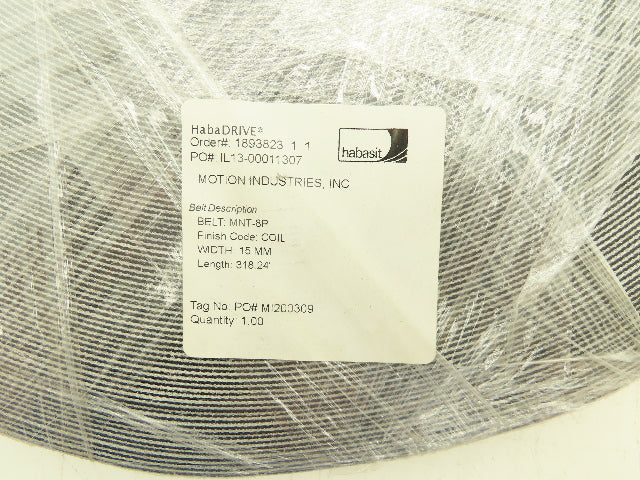 HabaDRIVE®
Order#: 1893823 1 1
PO#: IL13-00011307
habasit
MOTION INDUSTRIES, INC
Belt Description
BELT: MNT-8P
Finish Code: COIL
WIDTH: 15 MM
Length: 318.24'
Tag No: PO# MI200309
Quantity: 1.00